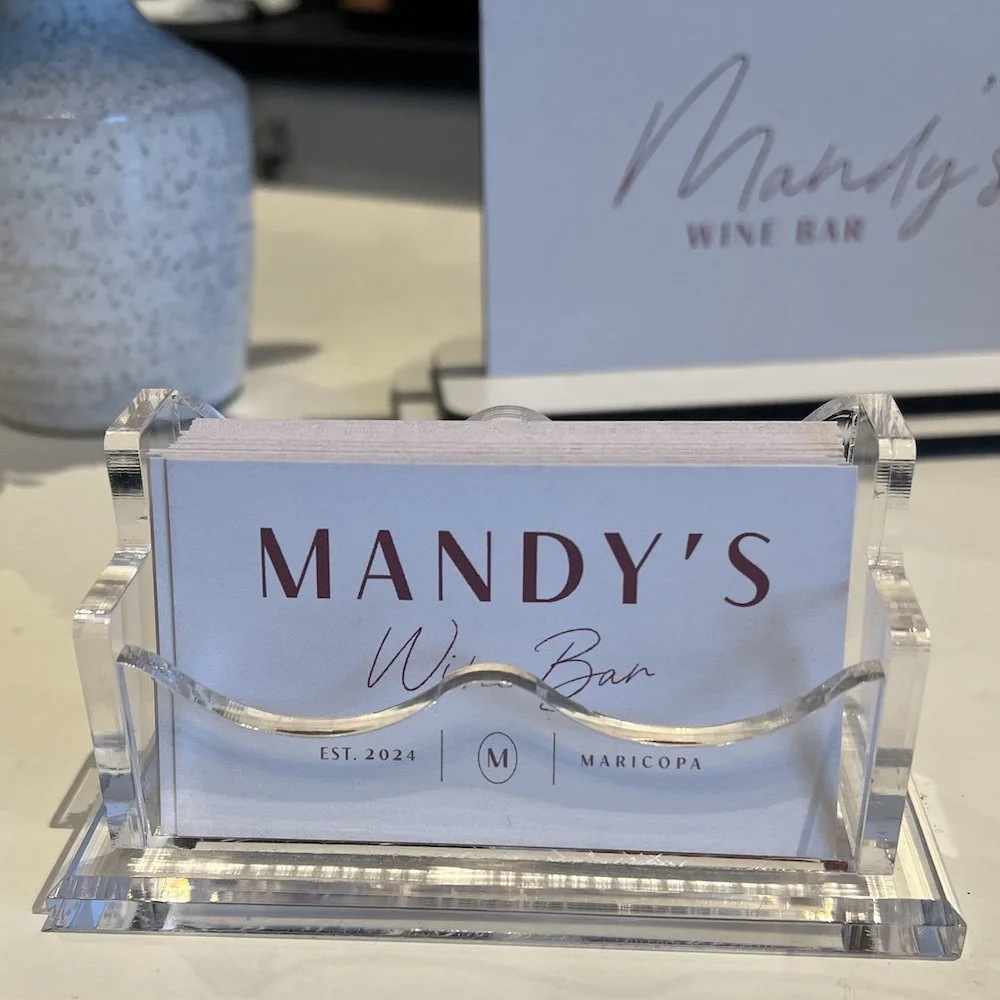 Mandy's
WINE BAR
MANDY'S
Wine Bar
EST. 2024 | M | MARICOPA